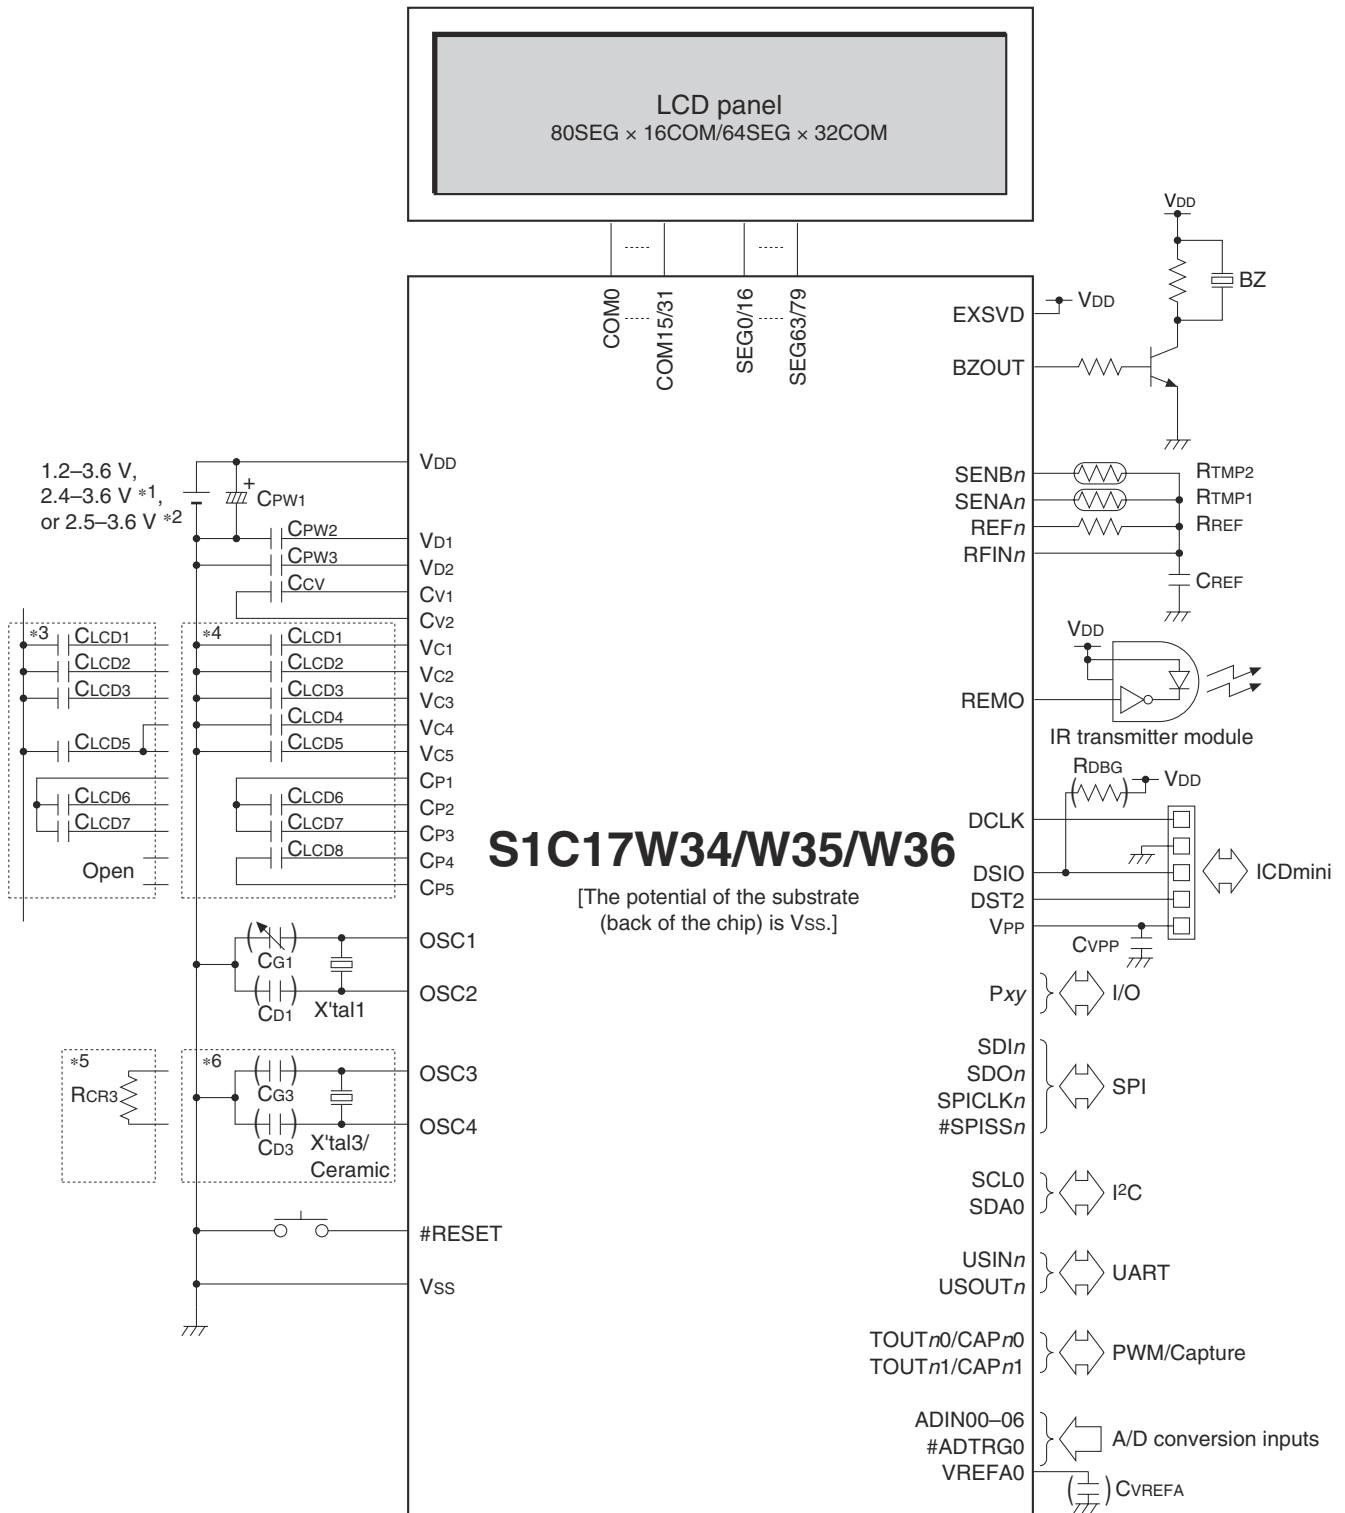 LCD panel
80SEG × 16COM/64SEG × 32COM
COM0
COM15/31
SEG0/16
SEG63/79
VDD
BZ
EXSVD
VDD
BZOUT
1.2–3.6 V,
2.4–3.6 V *1,
or 2.5–3.6 V *2
+
CPW1
VDD
CPW2
VD1
CPW3
VD2
CCV
CV1
CV2
*3
CLCD1
CLCD2
CLCD3
CLCD5
CLCD6
CLCD7
Open
*4
CLCD1
VC1
CLCD2
VC2
CLCD3
VC3
CLCD4
VC4
CLCD5
VC5
CP1
CLCD6
CP2
CLCD7
CP3
CLCD8
CP4
CP5
S1C17W34/W35/W36
[The potential of the substrate
(back of the chip) is VSS.]
CG1
OSC1
CD1
X'tal1
OSC2
*5
RCR3
*6
CG3
OSC3
CD3
X'tal3/
Ceramic
OSC4
#RESET
VSS
SENBn
RTMP2
SENAn
RTMP1
REFn
RREF
RFINn
CREF
VDD
REMO
IR transmitter module
RDBG
VDD
DCLK
DSIO
ICDmini
DST2
VPP
CVPP
Pxy
I/O
SDIn
SDOn
SPICLKn
#SPISSn
SPI
SCL0
SDA0
I2C
USINn
USOUTn
UART
TOUTn0/CAPn0
TOUTn1/CAPn1
PWM/Capture
ADIN00–06
#ADTRG0
A/D conversion inputs
VREFA0
CVREFA